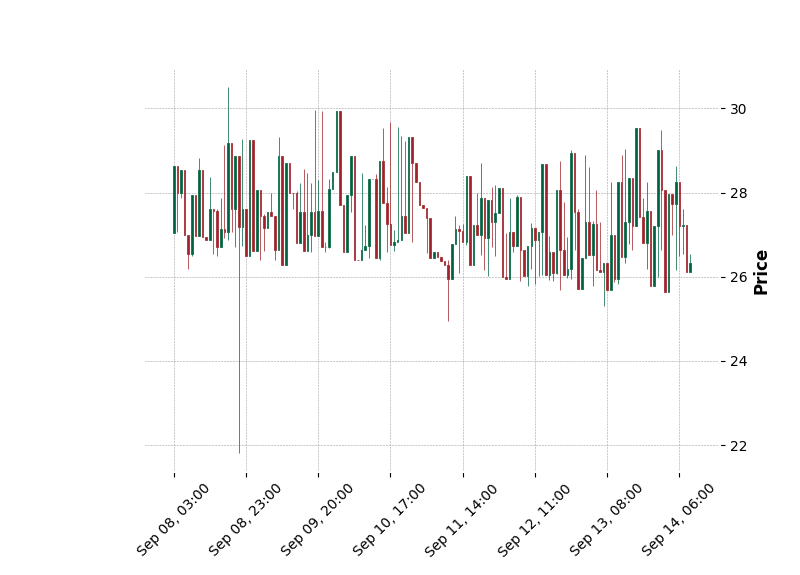 30
28
26
24
22
Price
Sep 08, 03:00
Sep 08, 23:00
Sep 09, 20:00
Sep 10, 17:00
Sep 11, 14:00
Sep 12, 11:00
Sep 13, 08:00
Sep 14, 06:00